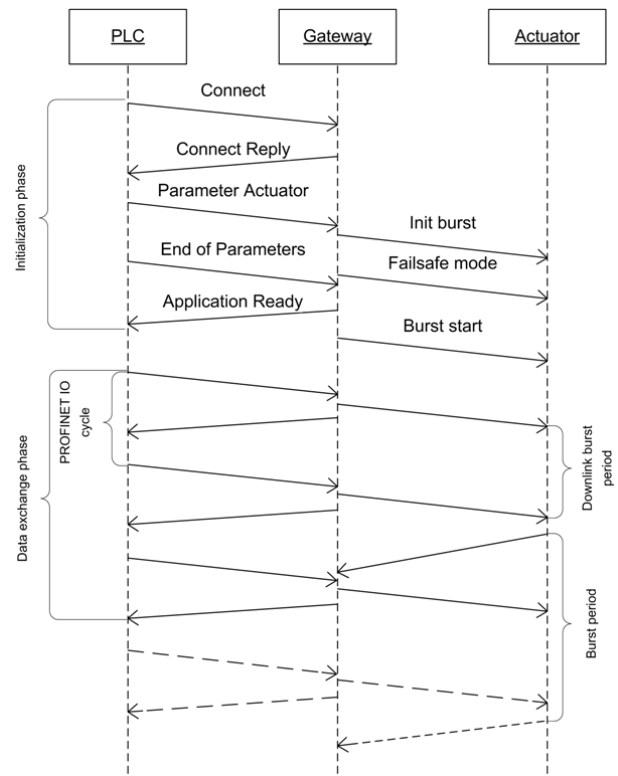 PLC
Gateway
Actuator
Connect
Connect Reply
Parameter Actuator
Init burst
End of Parameters
Failsafe mode
Application Ready
Burst start
Initialization phase
PROFINET IO
cycle
Data exchange phase
Downlink burst
period
Burst period